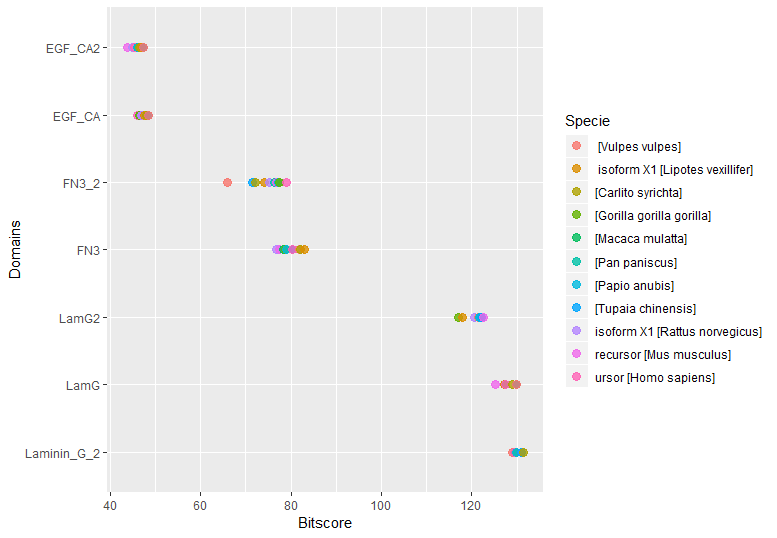 EGF_CA2
EGF_CA
FN3_2
FN3
LamG2
LamG
Laminin_G_2
Domains
40 60 80 100 120
Bitscore
Specie
[Vulpes vulpes]
isoform X1 [Lipotes vexillifer]
[Carlito syrichta]
[Gorilla gorilla gorilla]
[Macaca mulatta]
[Pan paniscus]
[Papio anubis]
[Tupaia chinensis]
isoform X1 [Rattus norvegicus]
recursor [Mus musculus]
ursor [Homo sapiens]